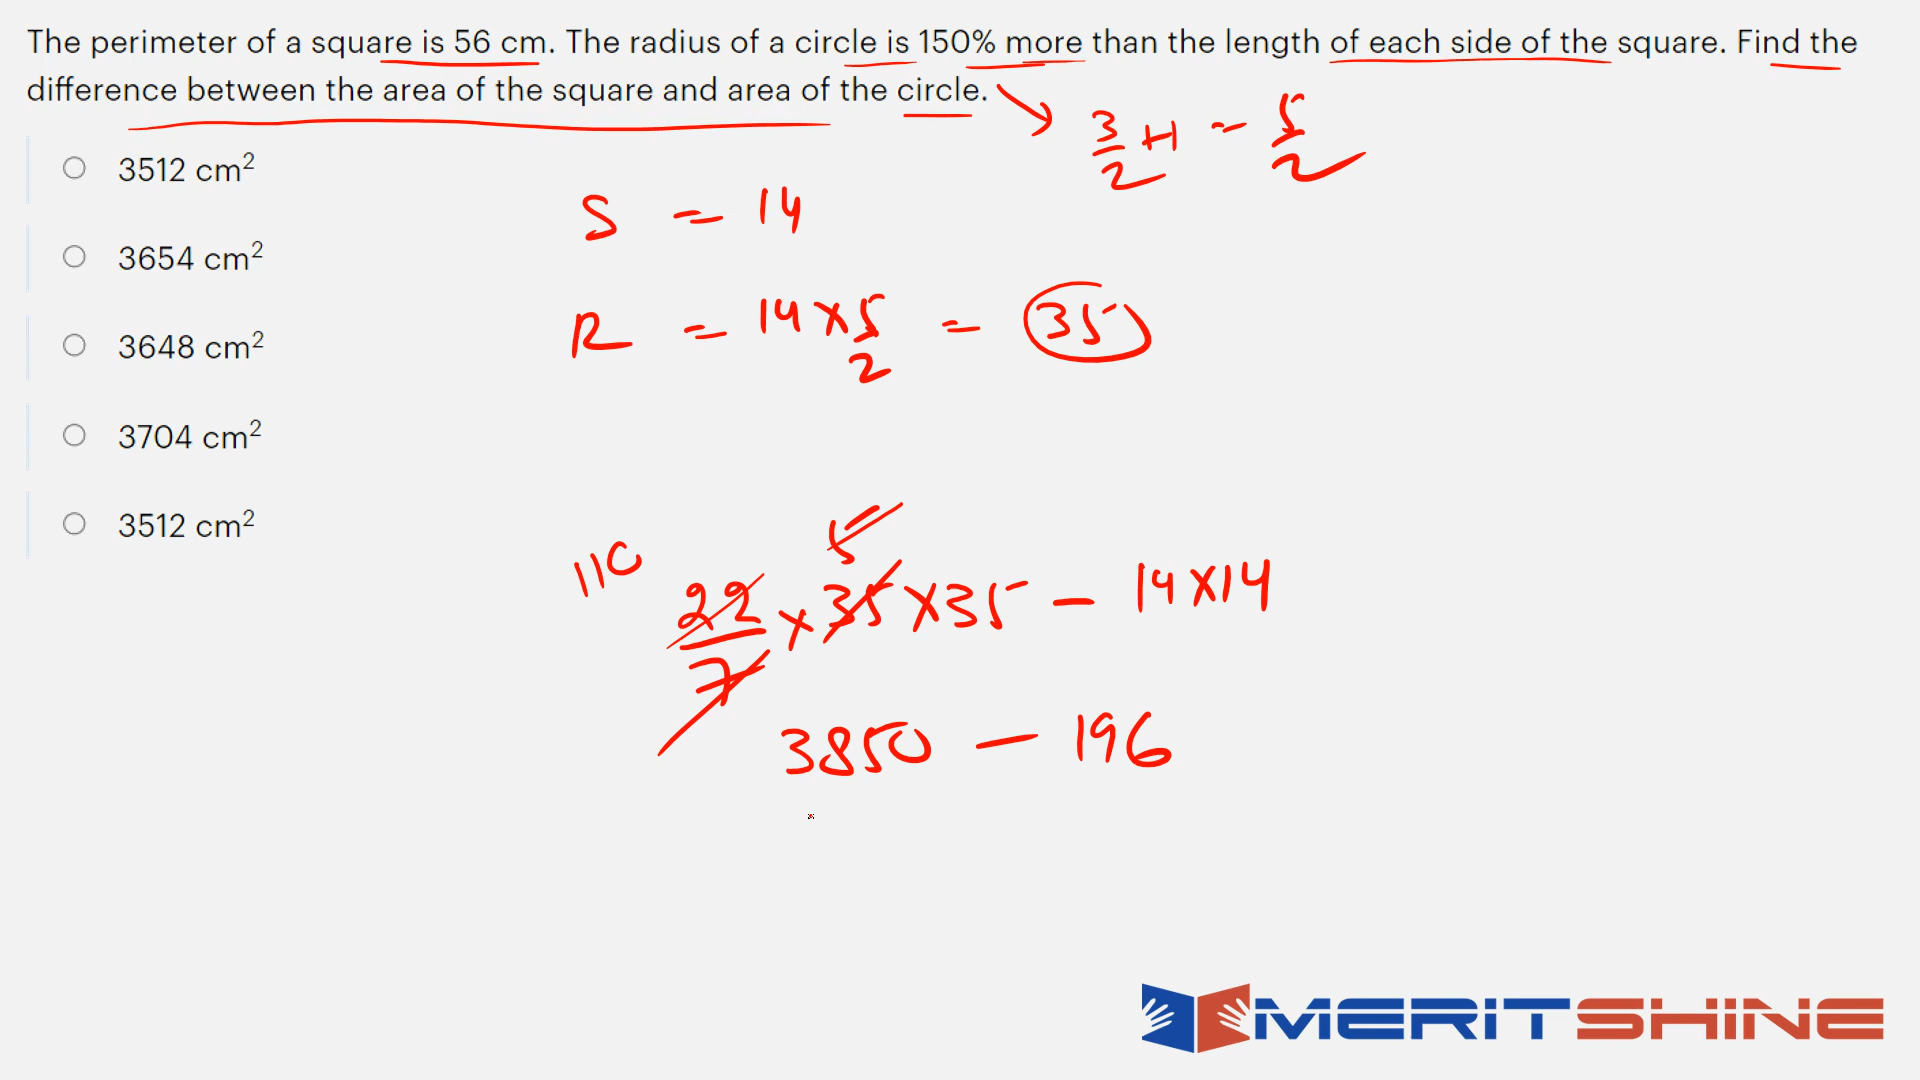 The perimeter of a square is 56 cm. The radius of a circle is 150% more than the length of each side of the square. Find the
difference between the area of the square and area of the circle.
3/2 +1 = 5/2
3512 cm²
S = 14
3654 cm²
R = 14 × 5/2 = 35
3648 cm²
3704 cm²
3512 cm²
110
5
22/7 × 35 × 35 - 14 × 14
3850 - 196
MERITSHINE